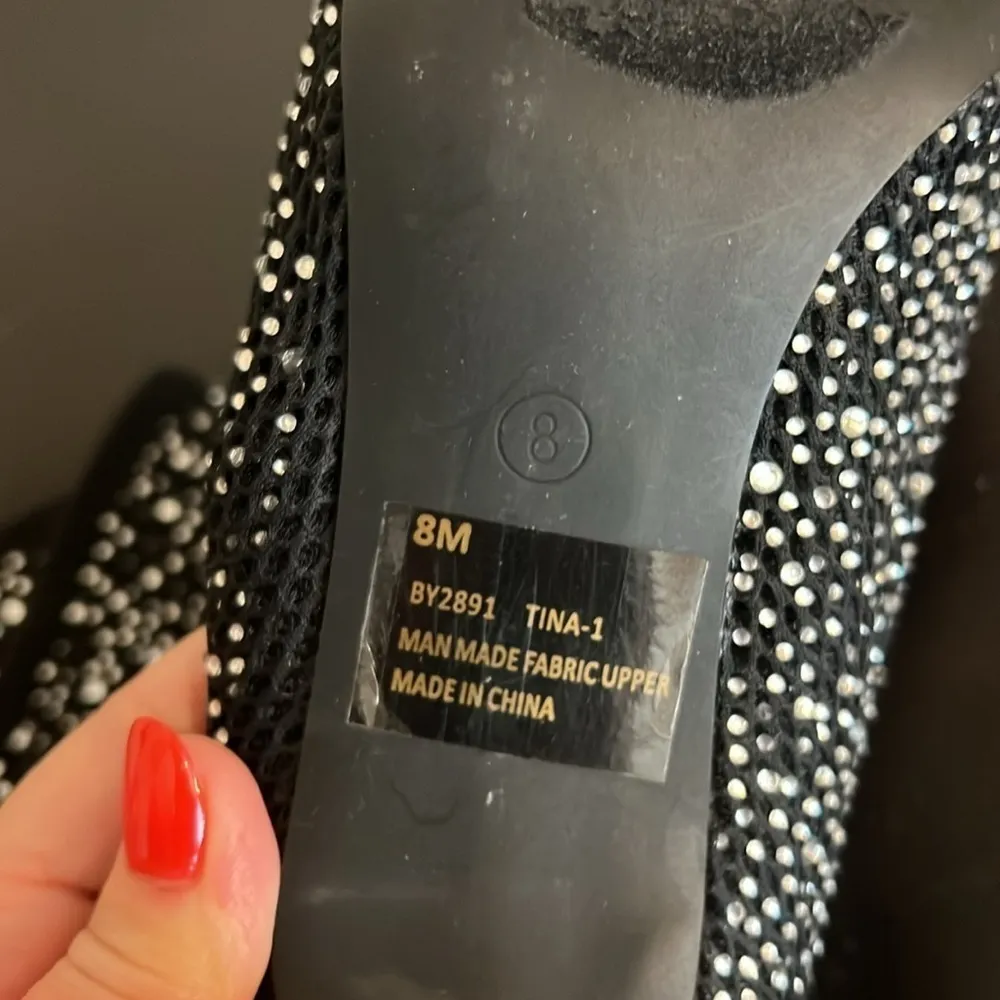 8
8M
BY2891 TINA-1
MAN MADE FABRIC UPPER
MADE IN CHINA